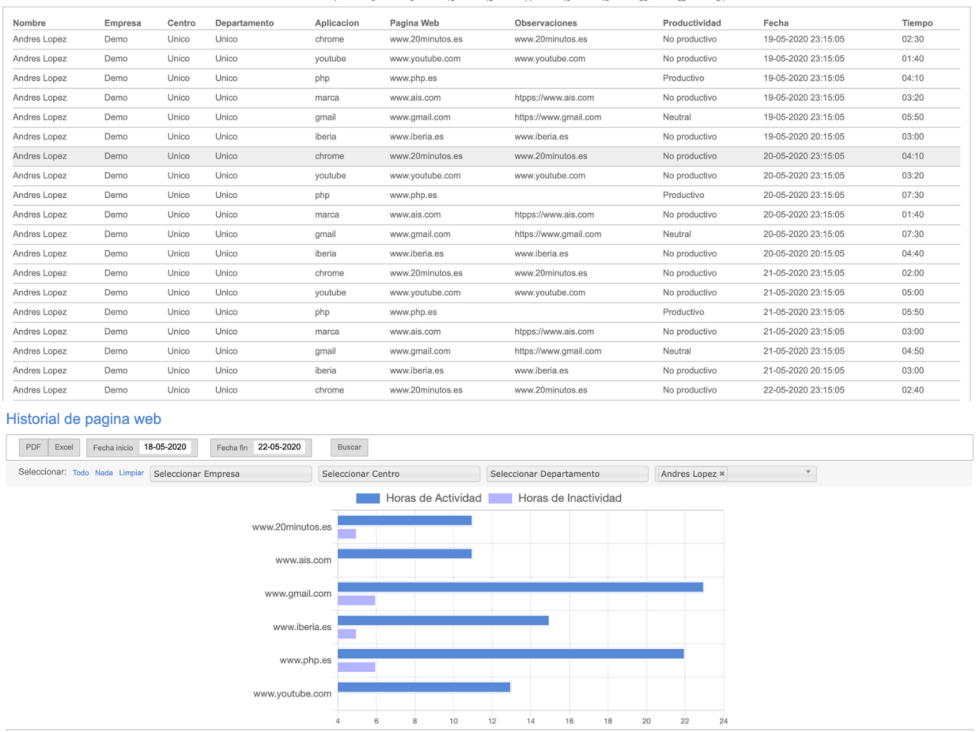 Nombre Empresa Centro Departamento Aplicacion Pagina Web Observaciones Productividad Fecha Tiempo
Andres Lopez Demo Unico Unico chrome www.20minutos.es www.20minutos.es No productivo 19-05-2020 23:15:05 02:30
Andres Lopez Demo Unico Unico youtube www.youtube.com www.youtube.com No productivo 19-05-2020 23:15:05 01:40
Andres Lopez Demo Unico Unico php www.php.es Productivo 19-05-2020 23:15:05 04:10
Andres Lopez Demo Unico Unico marca www.ais.com htpps://www.ais.com No productivo 19-05-2020 23:15:05 03:20
Andres Lopez Demo Unico Unico gmail www.gmail.com https://www.gmail.com Neutral 19-05-2020 23:15:05 05:50
Andres Lopez Demo Unico Unico iberia www.iberia.es www.iberia.es No productivo 19-05-2020 20:15:05 03:00
Andres Lopez Demo Unico Unico chrome www.20minutos.es www.20minutos.es No productivo 20-05-2020 23:15:05 04:10
Andres Lopez Demo Unico Unico youtube www.youtube.com www.youtube.com No productivo 20-05-2020 23:15:05 03:20
Andres Lopez Demo Unico Unico php www.php.es Productivo 20-05-2020 23:15:05 07:30
Andres Lopez Demo Unico Unico marca www.ais.com htpps://www.ais.com No productivo 20-05-2020 23:15:05 01:40
Andres Lopez Demo Unico Unico gmail www.gmail.com https://www.gmail.com Neutral 20-05-2020 23:15:05 07:30
Andres Lopez Demo Unico Unico iberia www.iberia.es www.iberia.es No productivo 20-05-2020 20:15:05 04:40
Andres Lopez Demo Unico Unico chrome www.20minutos.es www.20minutos.es No productivo 21-05-2020 23:15:05 02:00
Andres Lopez Demo Unico Unico youtube www.youtube.com www.youtube.com No productivo 21-05-2020 23:15:05 05:00
Andres Lopez Demo Unico Unico php www.php.es Productivo 21-05-2020 23:15:05 05:50
Andres Lopez Demo Unico Unico marca www.ais.com htpps://www.ais.com No productivo 21-05-2020 23:15:05 03:00
Andres Lopez Demo Unico Unico gmail www.gmail.com https://www.gmail.com Neutral 21-05-2020 23:15:05 04:50
Andres Lopez Demo Unico Unico iberia www.iberia.es www.iberia.es No productivo 21-05-2020 20:15:05 03:00
Andres Lopez Demo Unico Unico chrome www.20minutos.es www.20minutos.es No productivo 22-05-2020 23:15:05 02:40
Historial de pagina web
PDF Excel Fecha inicio 18-05-2020 Fecha fin 22-05-2020 Buscar
Seleccionar: Todo Nada Limpiar Seleccionar Empresa Seleccionar Centro Seleccionar Departamento Andres Lopez ×
Horas de Actividad Horas de Inactividad
www.20minutos.es
www.ais.com
www.gmail.com
www.iberia.es
www.php.es
www.youtube.com
4 6 8 10 12 14 16 18 20 22 24